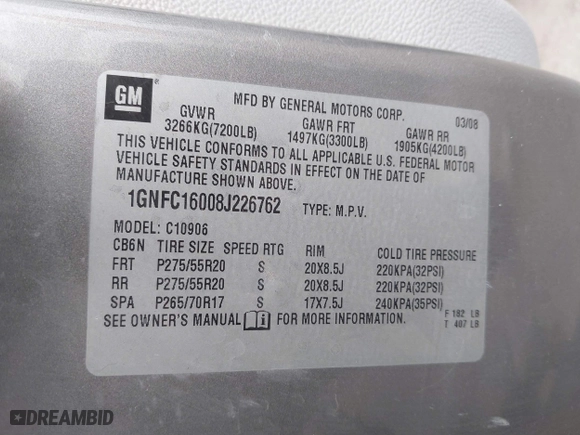 GM
MFD BY GENERAL MOTORS CORP. 03/08
GVWR GAWR FRT GAWR RR
3266KG(7200LB) 1497KG(3300LB) 1905KG(4200LB)
THIS VEHICLE CONFORMS TO ALL APPLICABLE U.S. FEDERAL MOTOR
VEHICLE SAFETY STANDARDS IN EFFECT ON THE DATE OF
MANUFACTURE SHOWN ABOVE.
1GNFC16008J226762 TYPE: M.P.V.
MODEL: C10906
CB6N TIRE SIZE SPEED RTG RIM COLD TIRE PRESSURE
FRT P275/55R20 S 20X8.5J 220KPA(32PSI)
RR P275/55R20 S 20X8.5J 220KPA(32PSI)
SPA P265/70R17 S 17X7.5J 240KPA(35PSI)
SEE OWNER'S MANUAL i FOR MORE INFORMATION.
F 182 LB
T 407 LB
DREAMBID